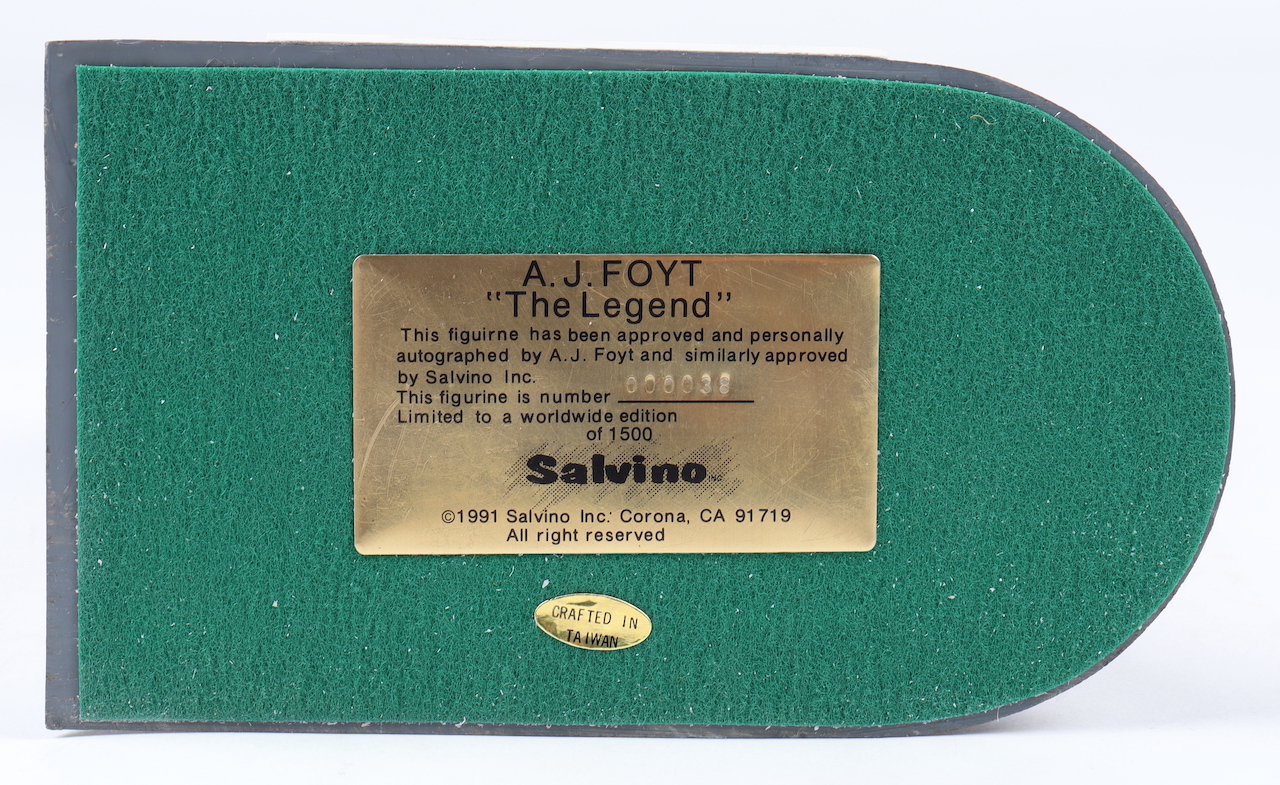 A.J. FOYT
"The Legend"
This figuirne has been approved and personally
autographed by A.J. Foyt and similarly approved
by Salvino Inc.
This figurine is number 000038
Limited to a worldwide edition
of 1500
Salvino INC
©1991 Salvino Inc. Corona, CA 91719
All right reserved
CRAFTED IN
TAIWAN